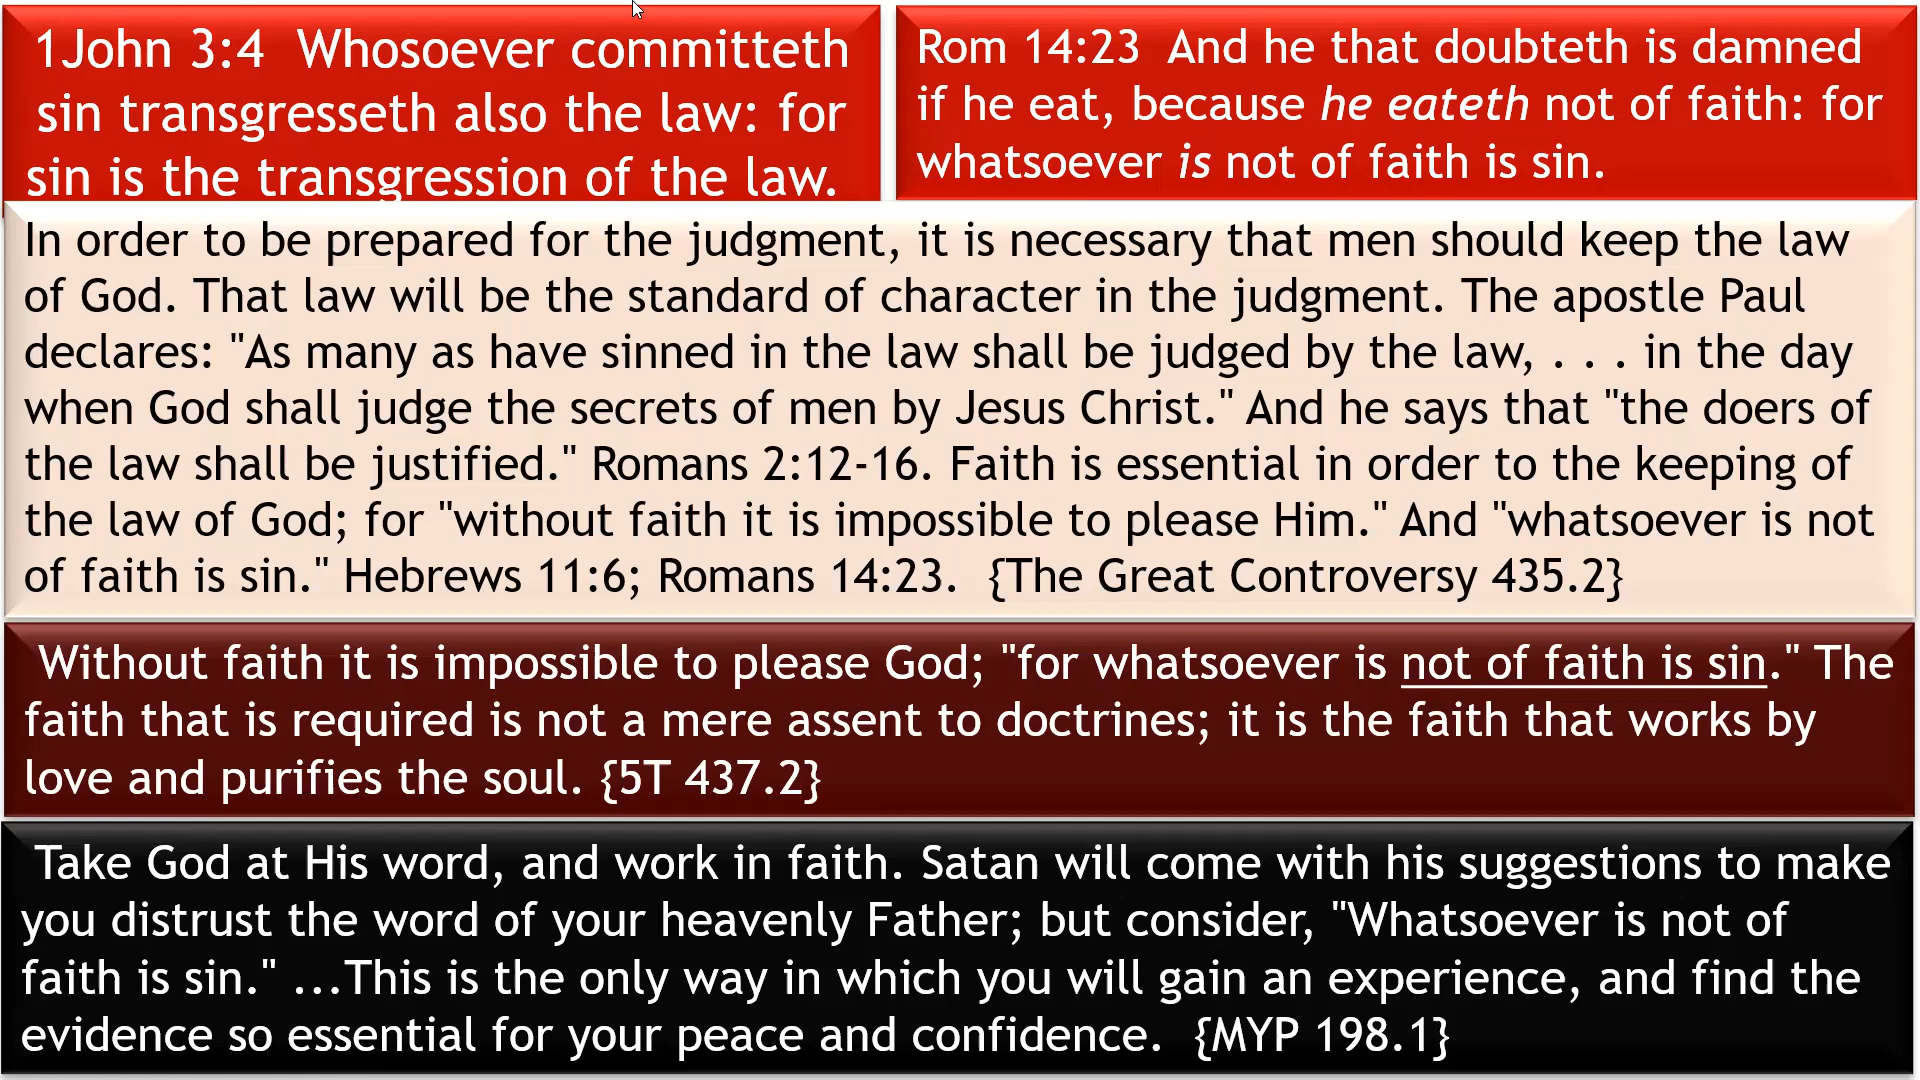 1John 3:4  Whosoever committeth
sin transgresseth also the law: for
sin is the transgression of the law.
Rom 14:23  And he that doubteth is damned
if he eat, because he eateth not of faith: for
whatsoever is not of faith is sin.
In order to be prepared for the judgment, it is necessary that men should keep the law
of God. That law will be the standard of character in the judgment. The apostle Paul
declares: "As many as have sinned in the law shall be judged by the law, . . . in the day
when God shall judge the secrets of men by Jesus Christ." And he says that "the doers of
the law shall be justified." Romans 2:12-16. Faith is essential in order to the keeping of
the law of God; for "without faith it is impossible to please Him." And "whatsoever is not
of faith is sin." Hebrews 11:6; Romans 14:23.  {The Great Controversy 435.2}
Without faith it is impossible to please God; "for whatsoever is not of faith is sin." The
faith that is required is not a mere assent to doctrines; it is the faith that works by
love and purifies the soul. {5T 437.2}
Take God at His word, and work in faith. Satan will come with his suggestions to make
you distrust the word of your heavenly Father; but consider, "Whatsoever is not of
faith is sin." ...This is the only way in which you will gain an experience, and find the
evidence so essential for your peace and confidence.  {MYP 198.1}